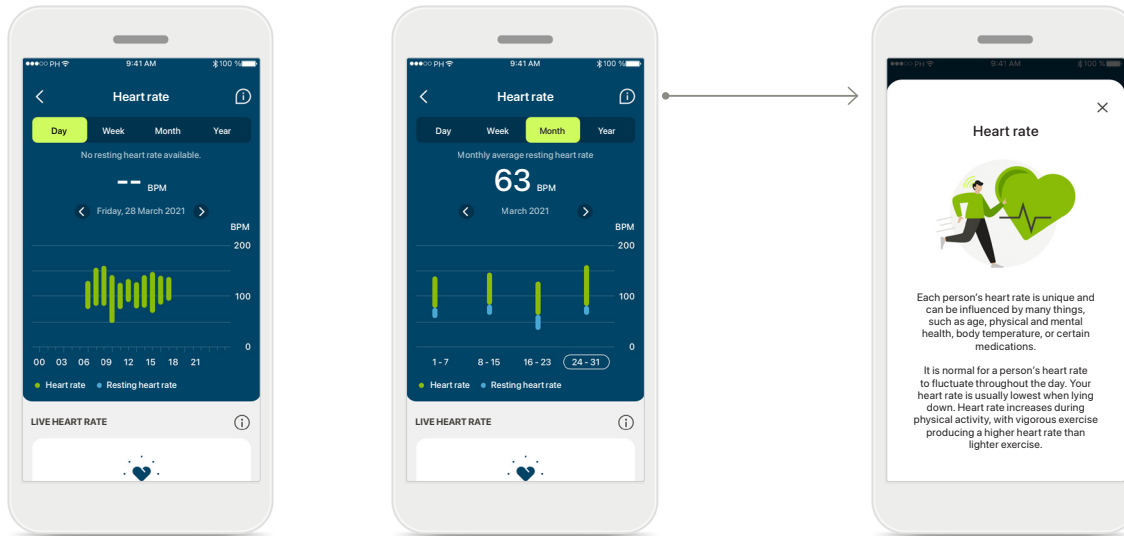 PH 9:41 AM 100 %
Heart rate
Day Week Month Year
No resting heart rate available.
-- BPM
Friday, 28 March 2021
BPM
200
100
0
00 03 06 09 12 15 18 21
Heart rate Resting heart rate
LIVE HEART RATE
PH 9:41 AM 100 %
Heart rate
Day Week Month Year
Monthly average resting heart rate
63 BPM
March 2021
BPM
200
100
0
1 - 7 8 - 15 16 - 23 24 - 31
Heart rate Resting heart rate
LIVE HEART RATE
PH 9:41 AM 100 %
Heart rate
Each person's heart rate is unique and
can be influenced by many things,
such as age, physical and mental
health, body temperature, or certain
medications.
It is normal for a person's heart rate
to fluctuate throughout the day. Your
heart rate is usually lowest when lying
down. Heart rate increases during
physical activity, with vigorous exercise
producing a higher heart rate than
lighter exercise.